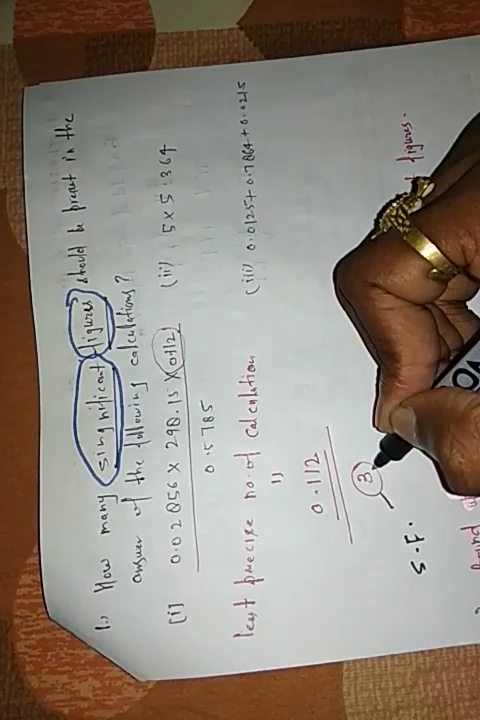 1.) How many singnificant figures should be present in the
answer of the following calculations?
(i) 0.02856 × 298.15 × 0.112 (ii) 5 × 5.364
0.5785
(iii) 0.0125 + 0.7864 + 0.0215
least precise no. of calculation
0.112
3
S.F.
figures.
Round